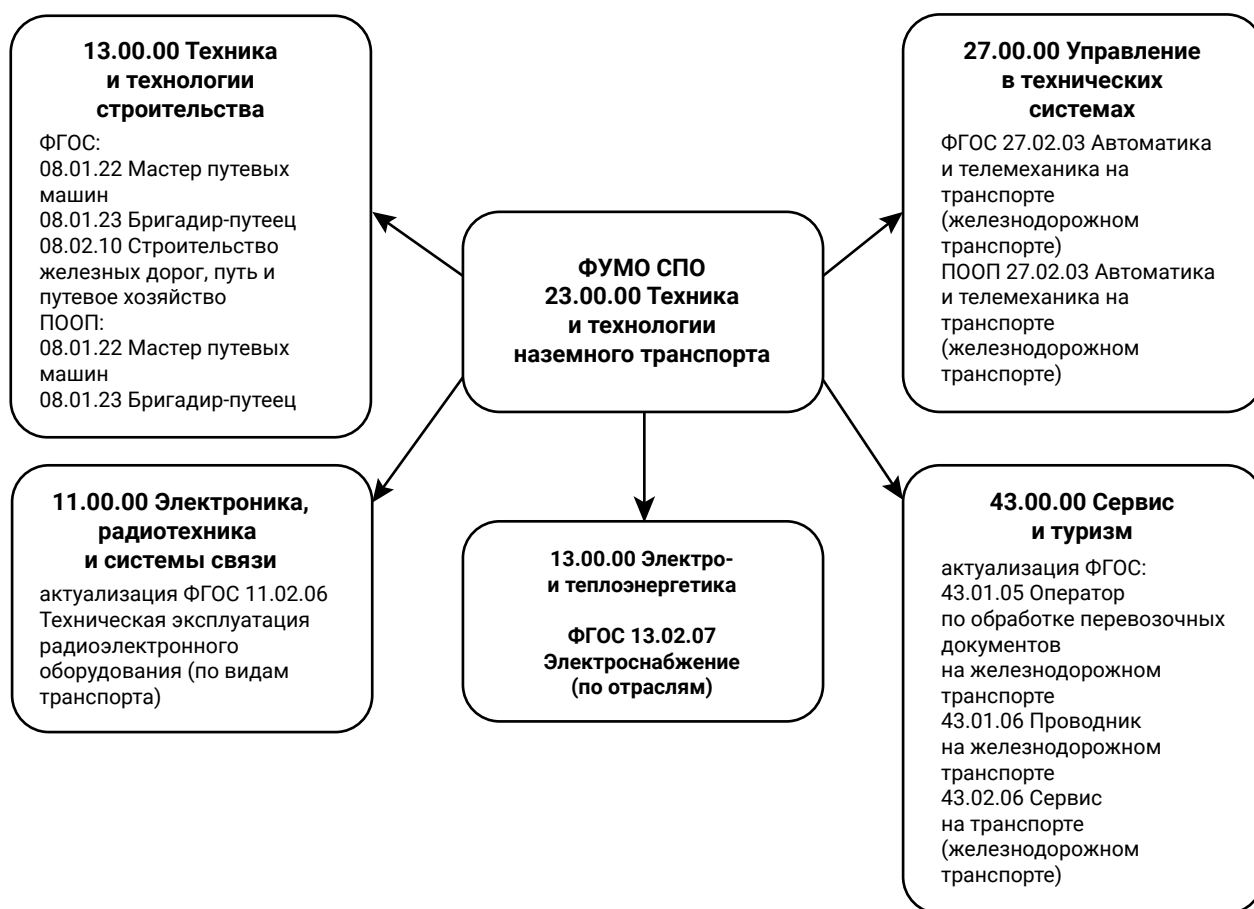 13.00.00 Техника
и технологии
строительства
ФГОС:
08.01.22 Мастер путевых
машин
08.01.23 Бригадир-путеец
08.02.10 Строительство
железных дорог, путь и
путевое хозяйство
ПООП:
08.01.22 Мастер путевых
машин
08.01.23 Бригадир-путеец
27.00.00 Управление
в технических
системах
ФГОС 27.02.03 Автоматика
и телемеханика на
транспорте
(железнодорожном
транспорте)
ПООП 27.02.03 Автоматика
и телемеханика на
транспорте
(железнодорожном
транспорте)
ФУМО СПО
23.00.00 Техника
и технологии
наземного транспорта
11.00.00 Электроника,
радиотехника
и системы связи
актуализация ФГОС 11.02.06
Техническая эксплуатация
радиоэлектронного
оборудования (по видам
транспорта)
13.00.00 Электро-
и теплоэнергетика
ФГОС 13.02.07
Электроснабжение
(по отраслям)
43.00.00 Сервис
и туризм
актуализация ФГОС:
43.01.05 Оператор
по обработке перевозочных
документов
на железнодорожном
транспорте
43.01.06 Проводник
на железнодорожном
транспорте
43.02.06 Сервис
на транспорте
(железнодорожном
транспорте)